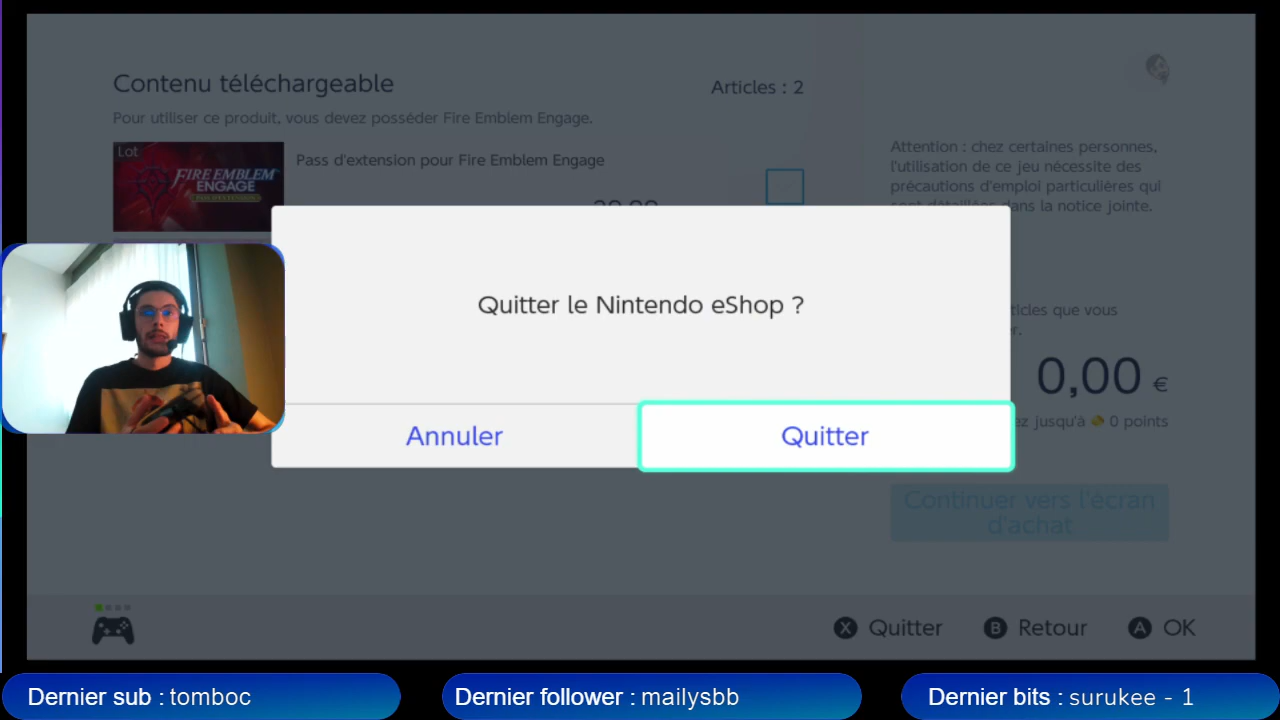 Contenu téléchargeable
Articles : 2
Pour utiliser ce produit, vous devez posséder Fire Emblem Engage.
Lot
FIRE EMBLEM
ENGAGE
Pass d'extension pour Fire Emblem Engage
Attention : chez certaines personnes,
l'utilisation de ce jeu nécessite des
précautions d'emploi particulières qui
sont détaillées dans la notice jointe.
Quitter le Nintendo eShop ?
Annuler
Quitter
ticles que vous
0,00 €
ez jusqu'à 0 points
Continuer vers l'écran
d'achat
X Quitter
B Retour
A OK
Dernier sub : tomboc
Dernier follower : mailysbb
Dernier bits : surukee - 1